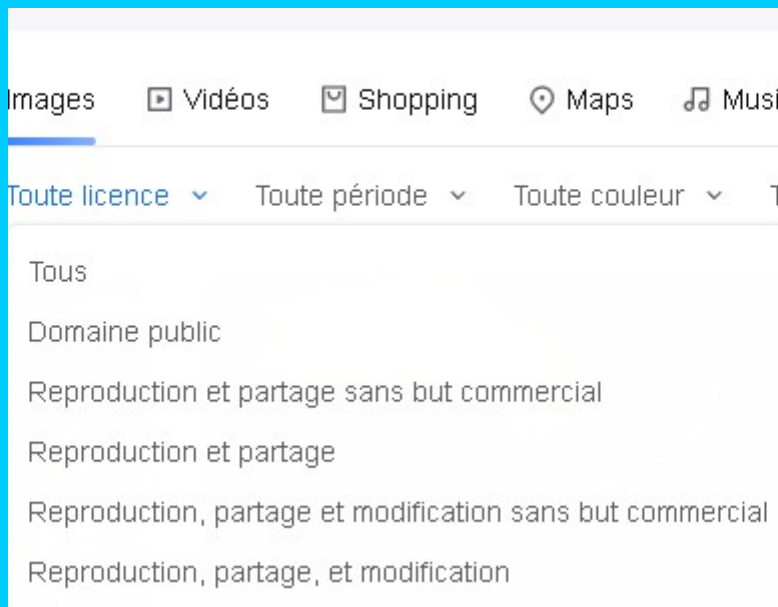 Images Vidéos Shopping Maps
Toute licence Toute période Toute couleur
Tous
Domaine public
Reproduction et partage sans but commercial
Reproduction et partage
Reproduction, partage et modification sans but commercial
Reproduction, partage, et modification